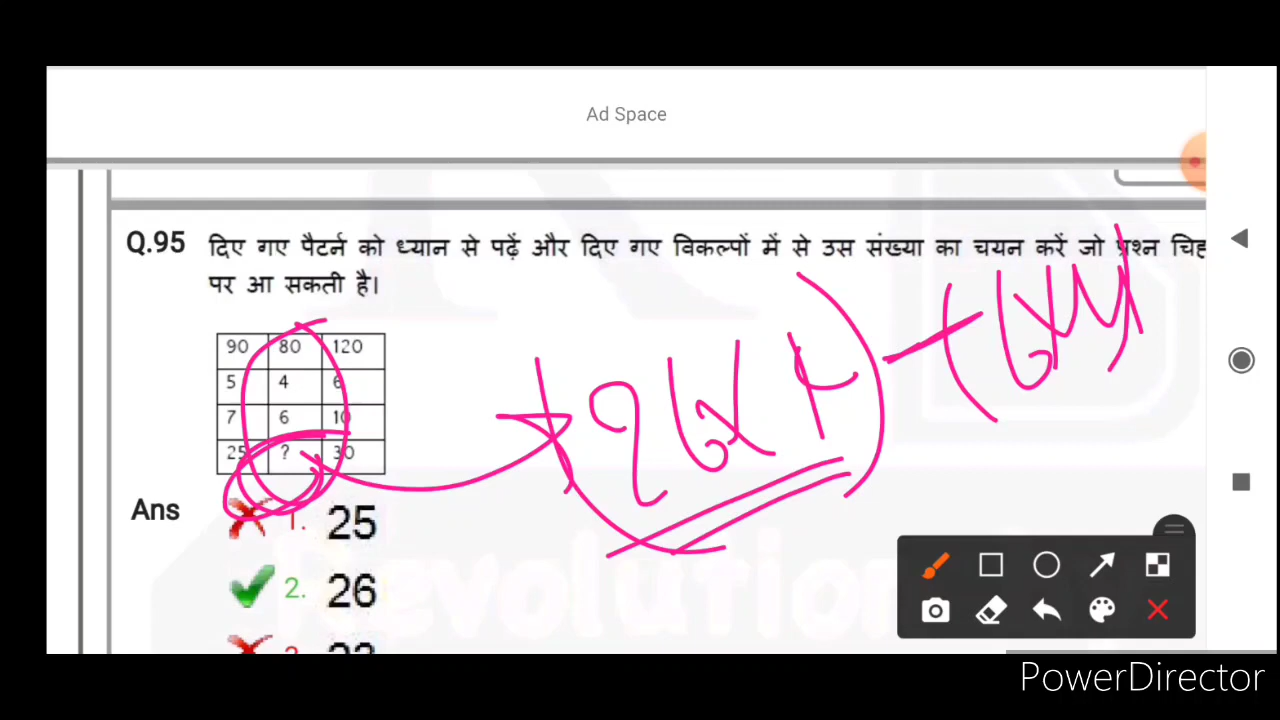 Ad Space
Q.95 दिए गए पैटर्न को ध्यान से पढ़ें और दिए गए विकल्पों में से उस संख्या का चयन करें जो प्रश्न चिह
पर आ सकती है।
90 80 120
5 4 6
7 6 10
25 ? 30
Ans 1. 25
2. 26
PowerDirector